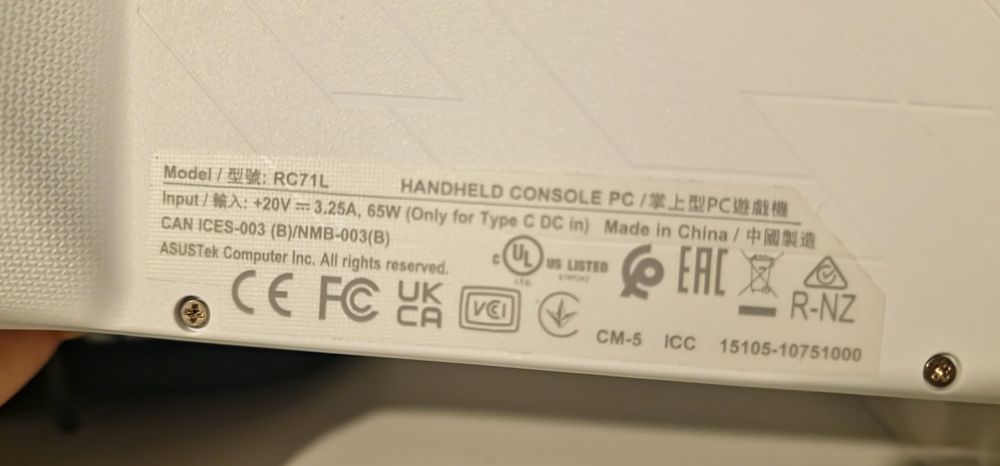 Model / 型號: RC71L
HANDHELD CONSOLE PC / 掌上型PC遊戲機
Input / 輸入: +20V ⎓ 3.25A, 65W (Only for Type C DC in) Made in China / 中國製造
CAN ICES-003 (B)/NMB-003(B)
ASUSTek Computer Inc. All rights reserved.
c UL US LISTED
EAC
R-NZ
CE FC UK CA VCI
CM-5 ICC 15105-10751000